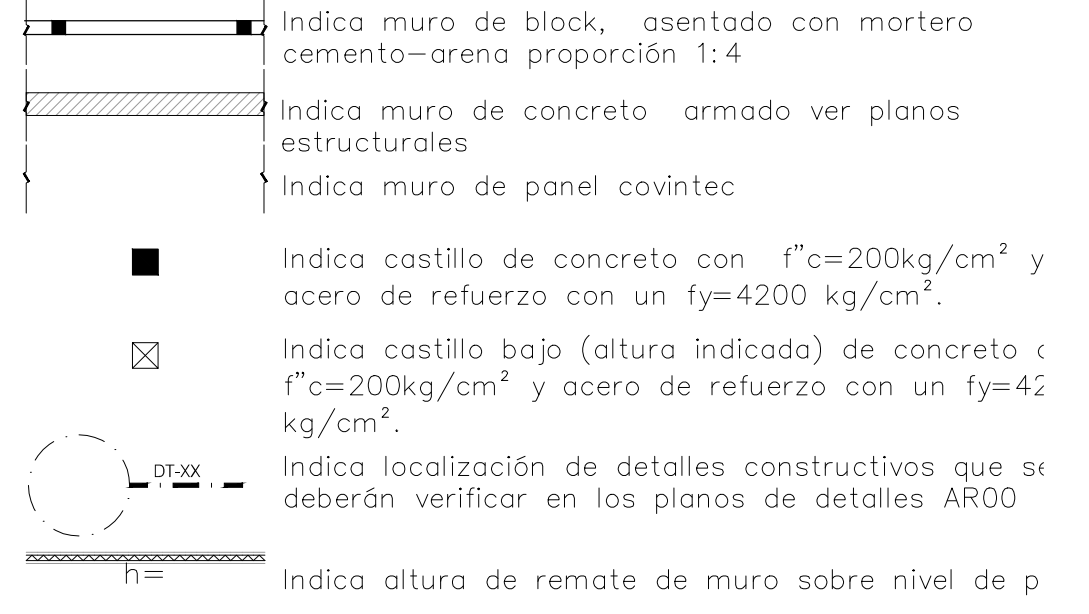 Indica muro de block, asentado con mortero
cemento-arena proporción 1:4
Indica muro de concreto armado ver planos
estructurales
Indica muro de panel covintec
Indica castillo de concreto con f"c=200kg/cm² y
acero de refuerzo con un fy=4200 kg/cm².
Indica castillo bajo (altura indicada) de concreto
f"c=200kg/cm² y acero de refuerzo con un
kg/cm².
DT-XX
Indica localización de detalles constructivos que
deberán verificar en los planos de detalles AR00
h=
Indica altura de remate de muro sobre nivel de